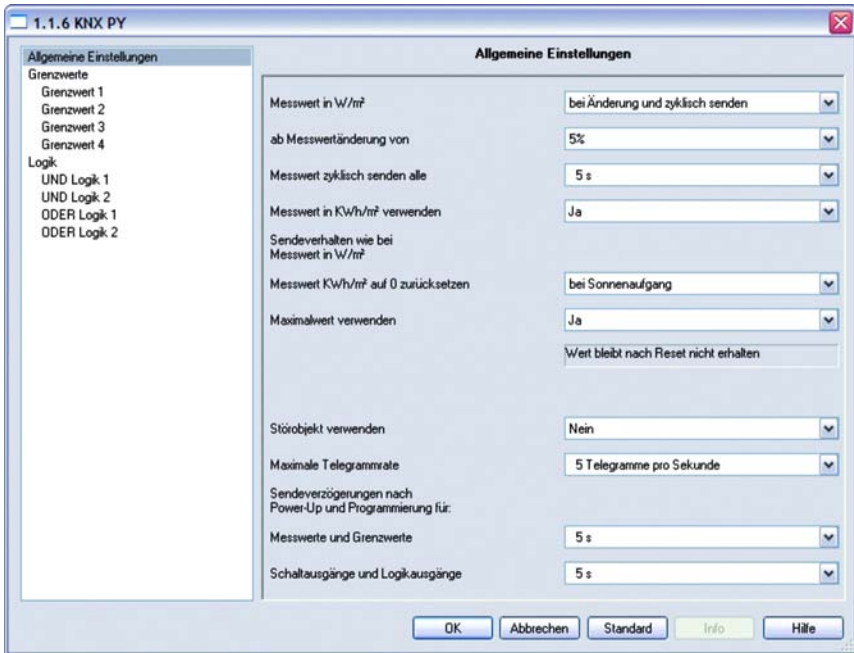 1.1.6 KNX PY
Allgemeine Einstellungen
Grenzwerte
Grenzwert 1
Grenzwert 2
Grenzwert 3
Grenzwert 4
Logik
UND Logik 1
UND Logik 2
ODER Logik 1
ODER Logik 2
Allgemeine Einstellungen
Messwert in W/m²
bei Änderung und zyklisch senden
ab Messwertänderung von
5%
Messwert zyklisch senden alle
5 s
Messwert in KWh/m² verwenden
Ja
Sendeverhalten wie bei
Messwert in W/m²
Messwert KWh/m² auf 0 zurücksetzen
bei Sonnenaufgang
Maximalwert verwenden
Ja
Wert bleibt nach Reset nicht erhalten
Störobjekt verwenden
Nein
Maximale Telegrammrate
5 Telegramme pro Sekunde
Sendeverzögerungen nach
Power-Up und Programmierung für:
Messwerte und Grenzwerte
5 s
Schaltausgänge und Logikausgänge
5 s
OK
Abbrechen
Standard
Info
Hilfe